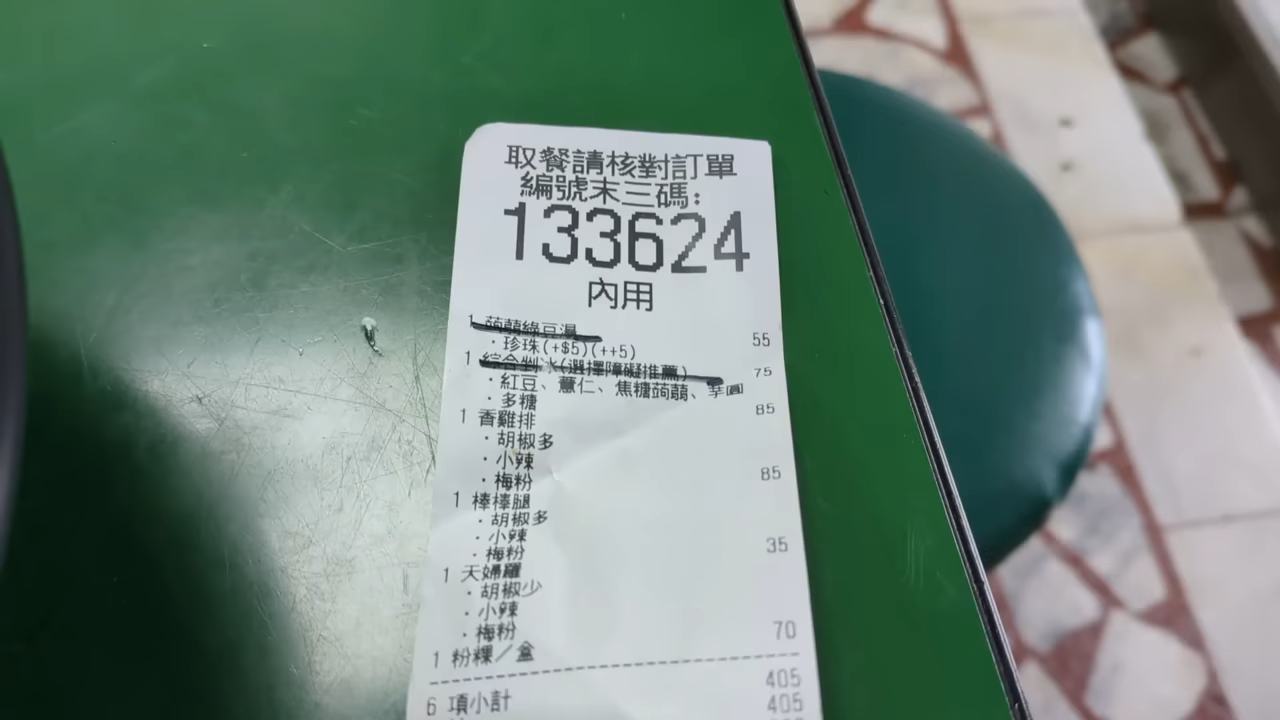 取餐請核對訂單
編號末三碼:
133624
內用
1 蒟蒻綠豆湯 55
・珍珠(+$5)(++5)
1 綜合剉冰(選擇障礙推薦) 75
・紅豆、薏仁、焦糖蒟蒻、芋圓
・多糖
1 香雞排 85
・胡椒多
・小辣
・梅粉
1 棒棒腿 85
・胡椒多
・小辣
・梅粉
1 天婦羅 35
・胡椒少
・小辣
・梅粉
1 粉粿／盒 70
6 項小計 405
405